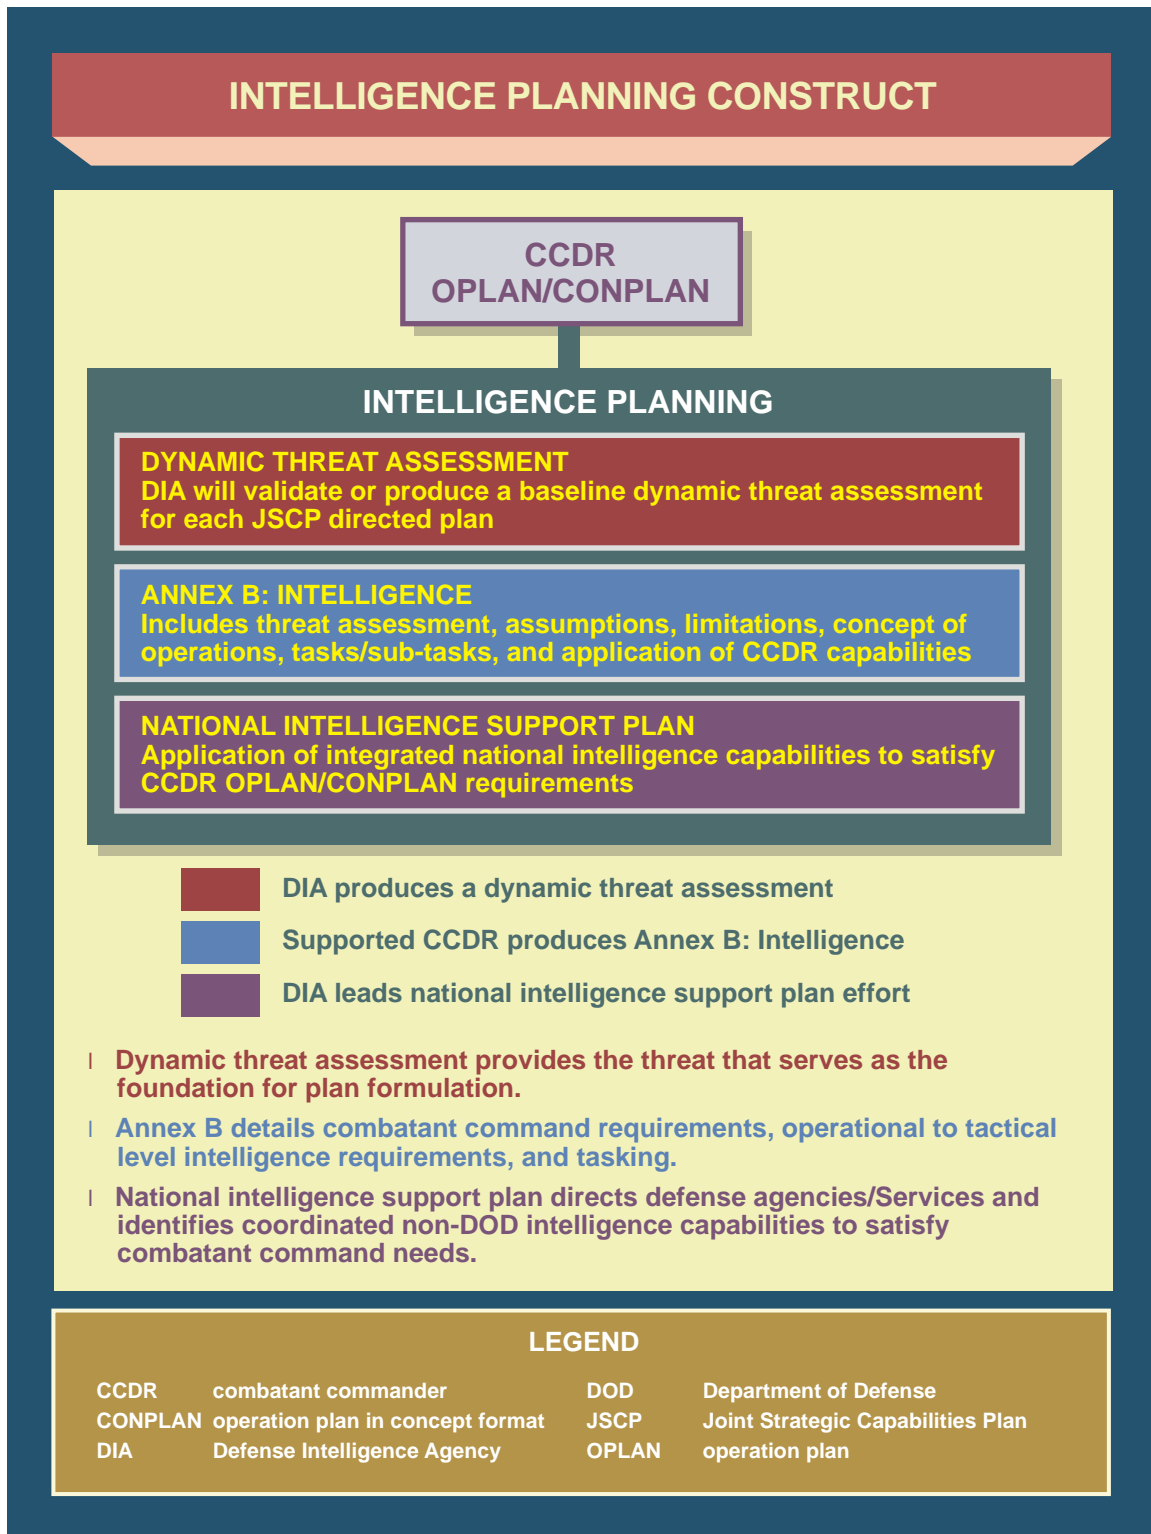 INTELLIGENCE PLANNING CONSTRUCT
CCDR
OPLAN/CONPLAN
INTELLIGENCE PLANNING
DYNAMIC THREAT ASSESSMENT
DIA will validate or produce a baseline dynamic threat assessment
for each JSCP directed plan
ANNEX B: INTELLIGENCE
Includes threat assessment, assumptions, limitations, concept of
operations, tasks/sub-tasks, and application of CCDR capabilities
NATIONAL INTELLIGENCE SUPPORT PLAN
Application of integrated national intelligence capabilities to satisfy
CCDR OPLAN/CONPLAN requirements
DIA produces a dynamic threat assessment
Supported CCDR produces Annex B: Intelligence
DIA leads national intelligence support plan effort
l Dynamic threat assessment provides the threat that serves as the
foundation for plan formulation.
l Annex B details combatant command requirements, operational to tactical
level intelligence requirements, and tasking.
l National intelligence support plan directs defense agencies/Services and
identifies coordinated non-DOD intelligence capabilities to satisfy
combatant command needs.
LEGEND
CCDR combatant commander
CONPLAN operation plan in concept format
DIA Defense Intelligence Agency
DOD Department of Defense
JSCP Joint Strategic Capabilities Plan
OPLAN operation plan